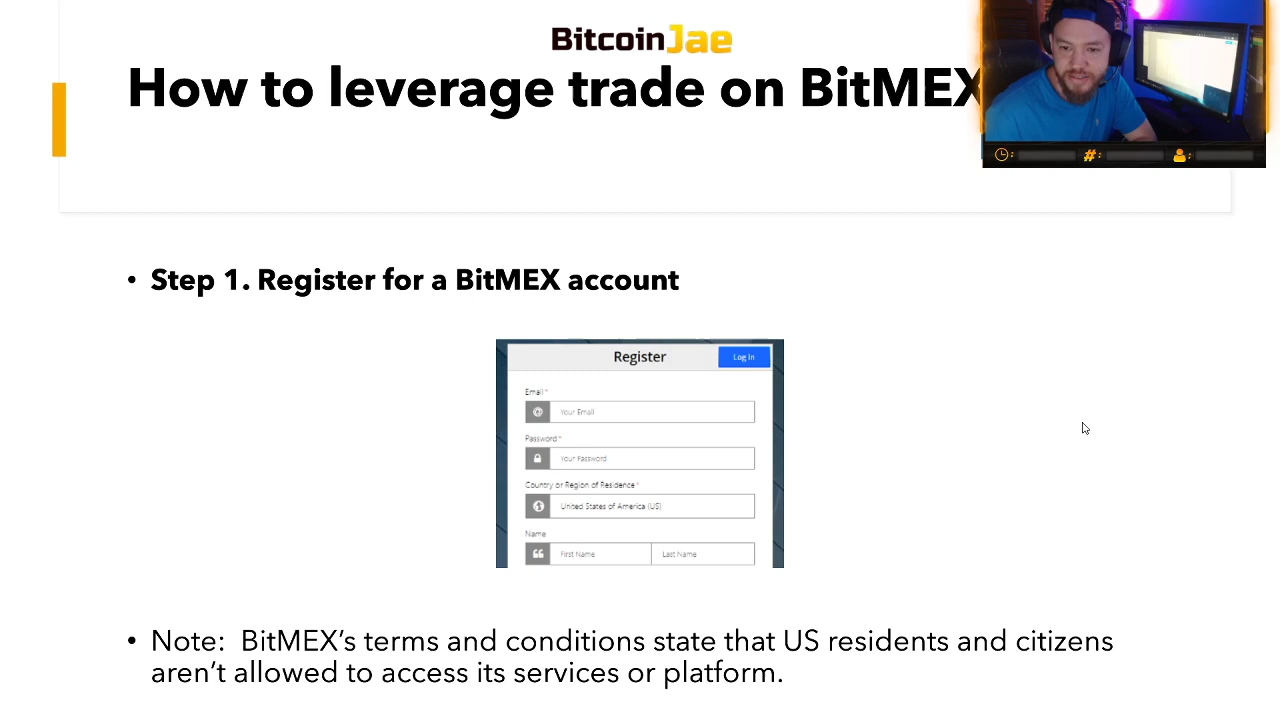 BitcoinJae
How to leverage trade on BitMEX
• Step 1. Register for a BitMEX account
Register
Log In
Email *
Your Email
Password *
Your Password
Country or Region of Residence *
United States of America (US)
Name
First Name
Last Name
• Note: BitMEX’s terms and conditions state that US residents and citizens
aren’t allowed to access its services or platform.